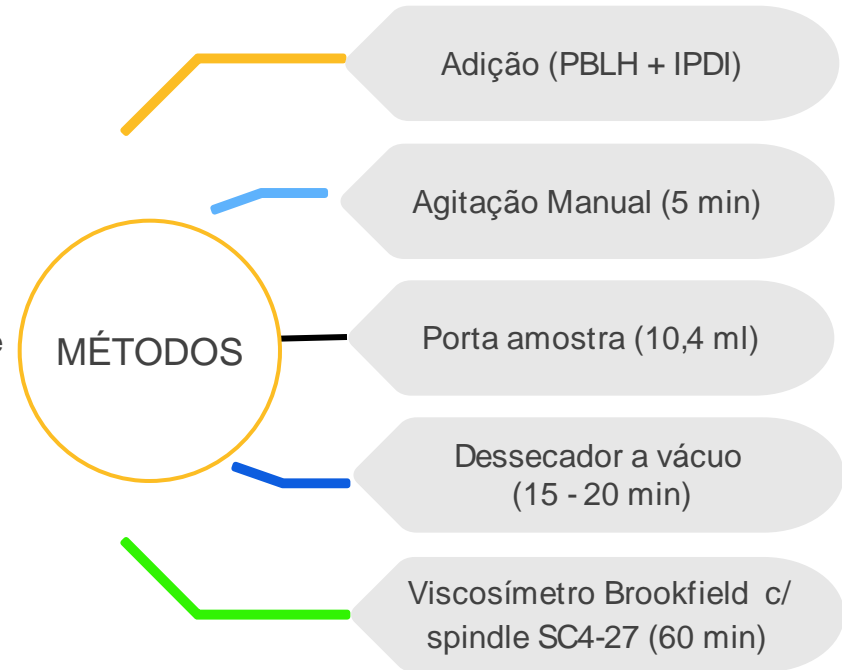 Adição (PBLH + IPDI)
Agitação Manual (5 min)
e
MÉTODOS
Porta amostra (10,4 ml)
Dessecador a vácuo
(15 - 20 min)
Viscosímetro Brookfield c/
spindle SC4-27 (60 min)